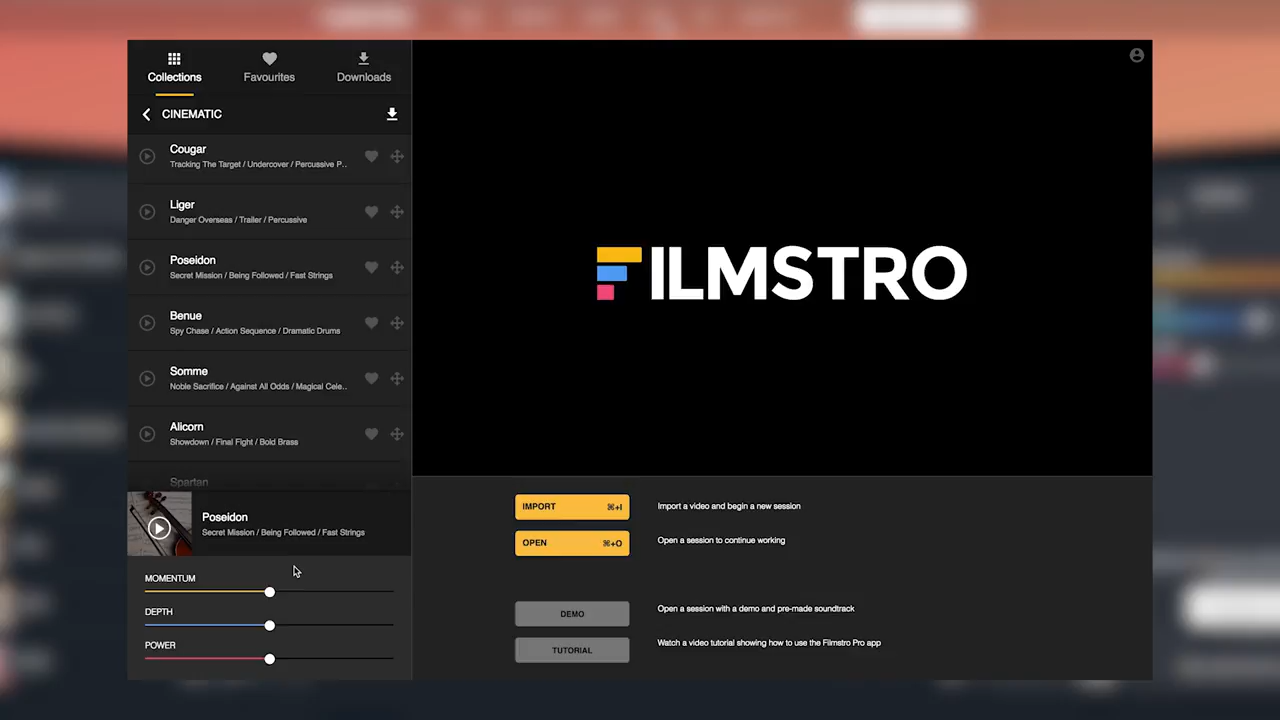 Collections Favourites Downloads
CINEMATIC
Cougar
Tracking The Target / Undercover / Percussive P..
Liger
Danger Overseas / Trailer / Percussive
Poseidon
Secret Mission / Being Followed / Fast Strings
Benue
Spy Chase / Action Sequence / Dramatic Drums
Somme
Noble Sacrifice / Against All Odds / Magical Cele..
Alicorn
Showdown / Final Fight / Bold Brass
Spartan
Poseidon
Secret Mission / Being Followed / Fast Strings
MOMENTUM
DEPTH
POWER
FILMSTRO
IMPORT ⌘+I Import a video and begin a new session
OPEN ⌘+O Open a session to continue working
DEMO Open a session with a demo and pre-made soundtrack
TUTORIAL Watch a video tutorial showing how to use the Filmstro Pro app